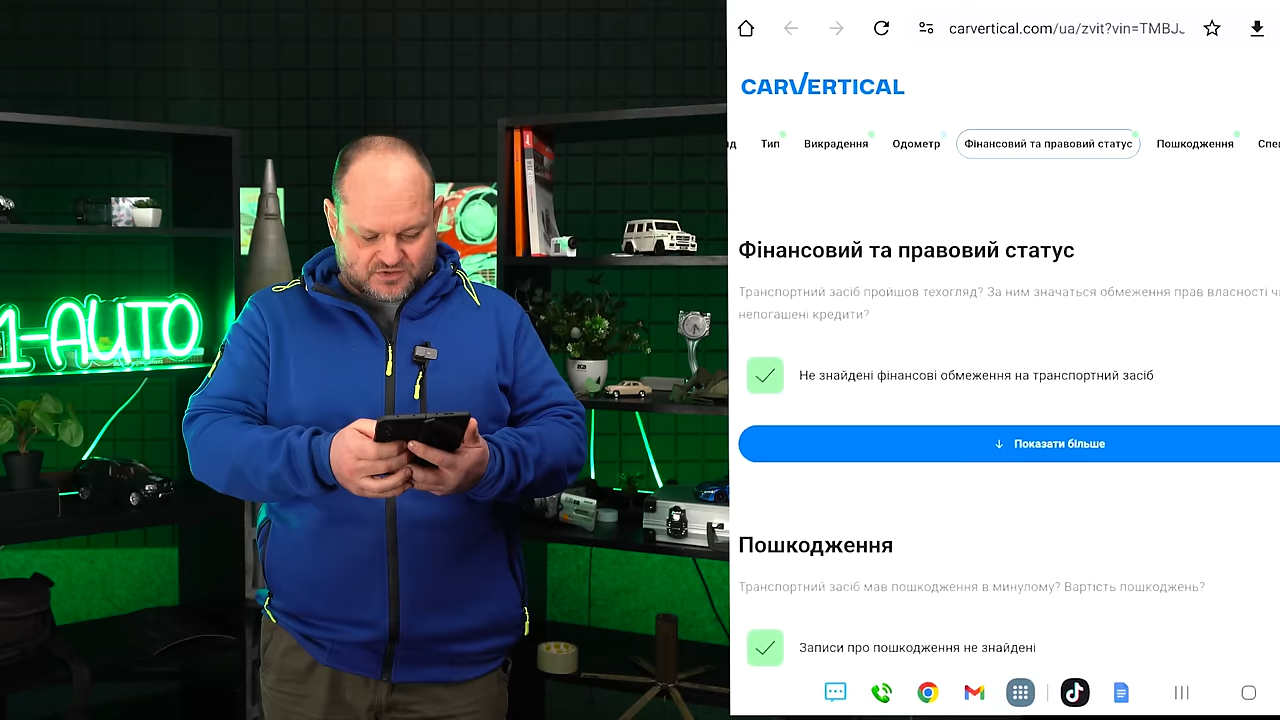 1-AUTO
carvertical.com/ua/zvit?vin=TMBJJ
CARVERTICAL
Тип Викрадення Одометр Фінансовий та правовий статус Пошкодження
Фінансовий та правовий статус
Транспортний засіб пройшов техогляд? За ним значаться обмеження прав власності
непогашені кредити?
Не знайдені фінансові обмеження на транспортний засіб
Показати більше
Пошкодження
Транспортний засіб мав пошкодження в минулому? Вартість пошкоджень?
Записи про пошкодження не знайдені